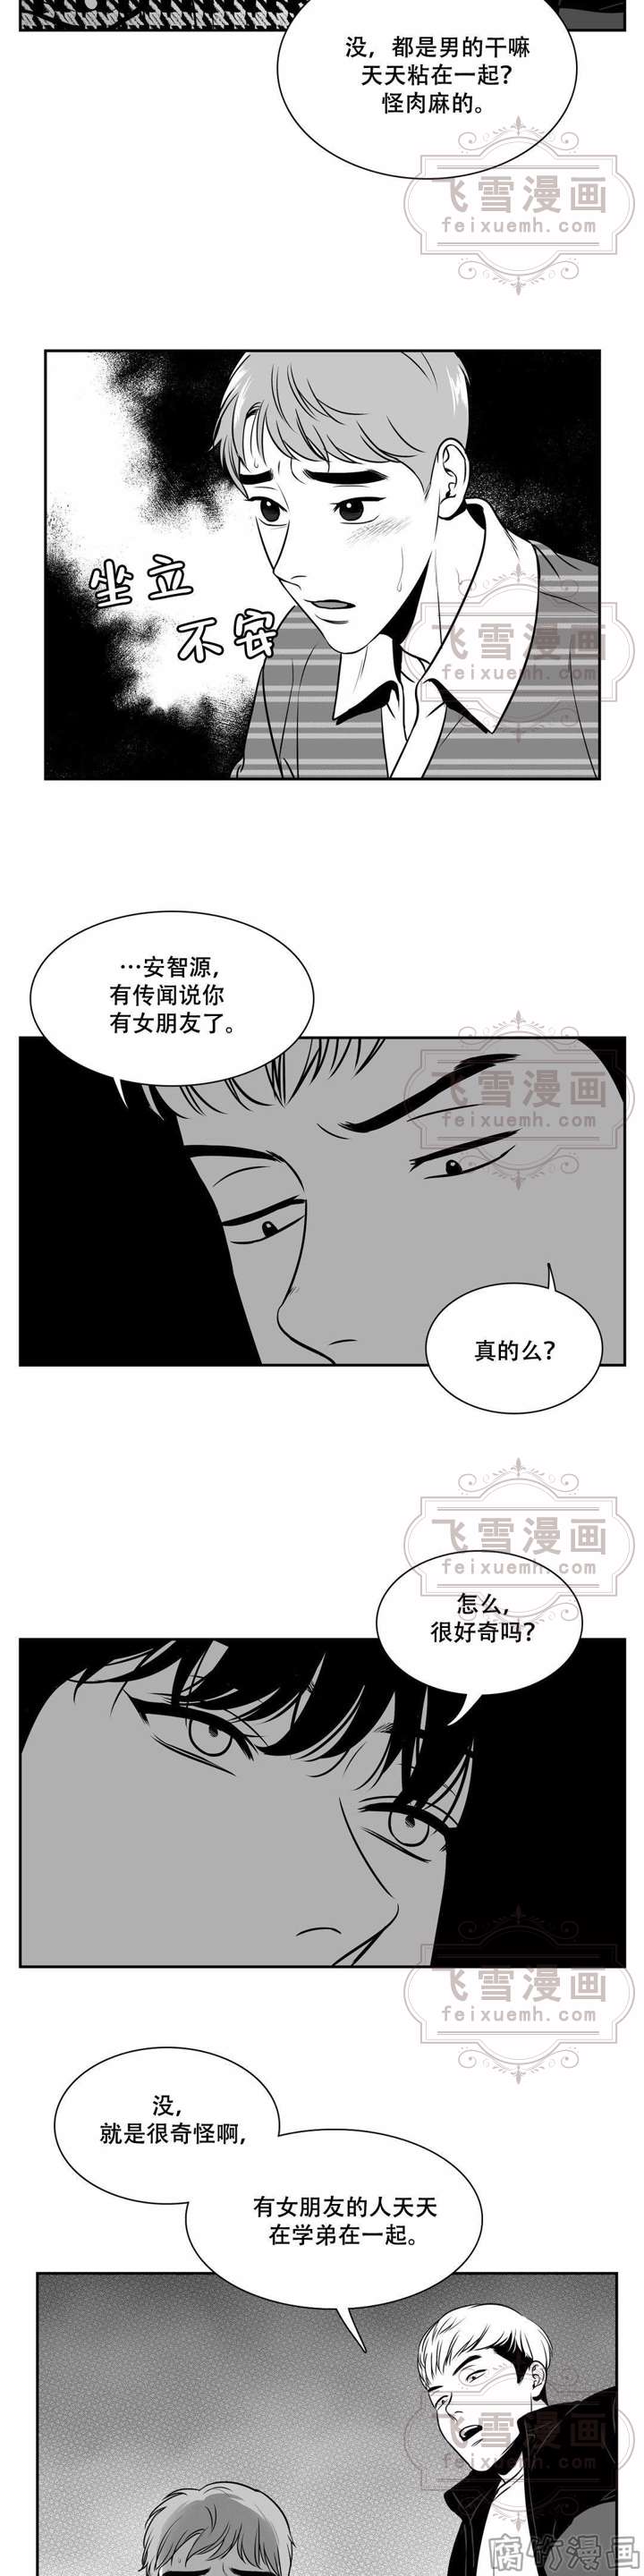 没，都是男的干嘛
天天粘在一起？
怪肉麻的。
飞雪漫画
feixuemh.com
坐立
不安
飞雪漫画
feixuemh.com
…安智源，
有传闻说你
有女朋友了。
飞雪漫画
feixuemh.com
真的么？
飞雪漫画
feixuemh.com
怎么，
很好奇吗？
飞雪漫画
feixuemh.com
没，
就是很奇怪啊，
有女朋友的人天天
在学弟在一起。
飞雪漫画
feixuemh.com
腐竹漫画